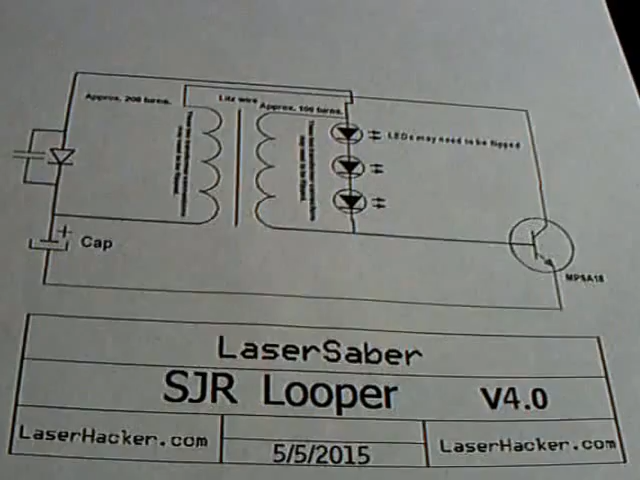 Approx. 200 turns.
Litz wire
Approx. 100 turns.
LEDs may need to be flipped
+
Cap
MPSA18
LaserSaber
SJR Looper V4.0
LaserHacker.com
5/5/2015
LaserHacker.com